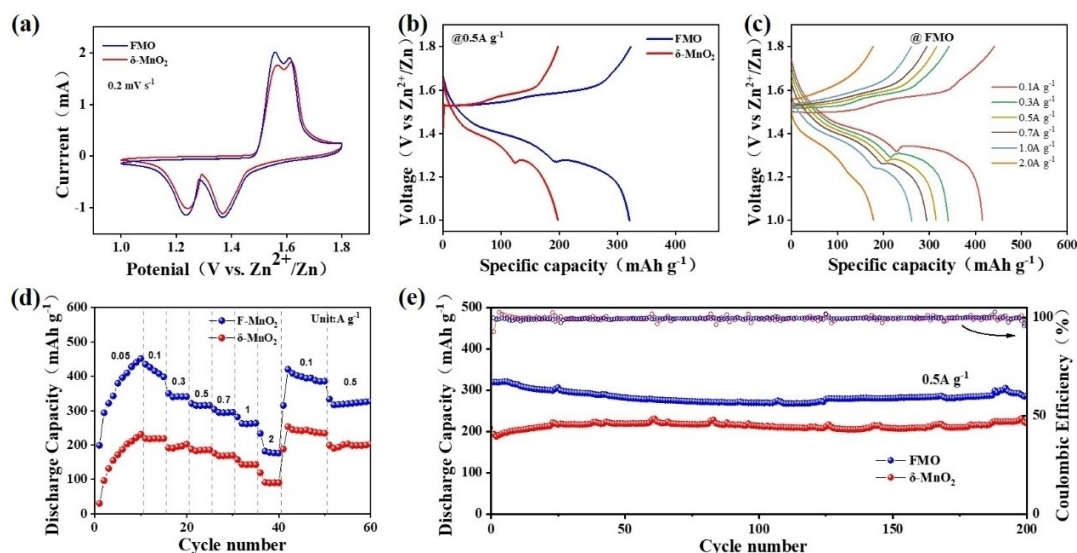 (a)
FMO
δ-MnO₂
0.2 mV s⁻¹
Currrent（mA）
2
1
0
-1
1.0 1.2 1.4 1.6 1.8
Potenial（V vs. Zn²⁺/Zn）
(b)
@0.5A g⁻¹
FMO
δ-MnO₂
Voltage（V vs Zn²⁺/Zn）
1.8
1.6
1.4
1.2
1.0
0 100 200 300 400
Specific capacity（mAh g⁻¹）
(c)
@ FMO
0.1A g⁻¹
0.3A g⁻¹
0.5A g⁻¹
0.7A g⁻¹
1.0A g⁻¹
2.0A g⁻¹
Voltage（V vs Zn²⁺/Zn）
1.8
1.6
1.4
1.2
1.0
0 100 200 300 400 500 600
Specific capacity（mAh g⁻¹）
(d)
F-MnO₂
δ-MnO₂
Unit:A g⁻¹
0.05 0.1 0.3 0.5 0.7 1 2 0.1 0.5
Discharge Capacity（mAh g⁻¹）
600
500
400
300
200
100
0
0 10 20 30 40 50 60
Cycle number
(e)
0.5A g⁻¹
FMO
δ-MnO₂
Discharge Capacity（mAh g⁻¹）
500
400
300
200
100
0
0 50 100 150 200
Cycle number
100
50
0
Coulombic Efficiency（%）